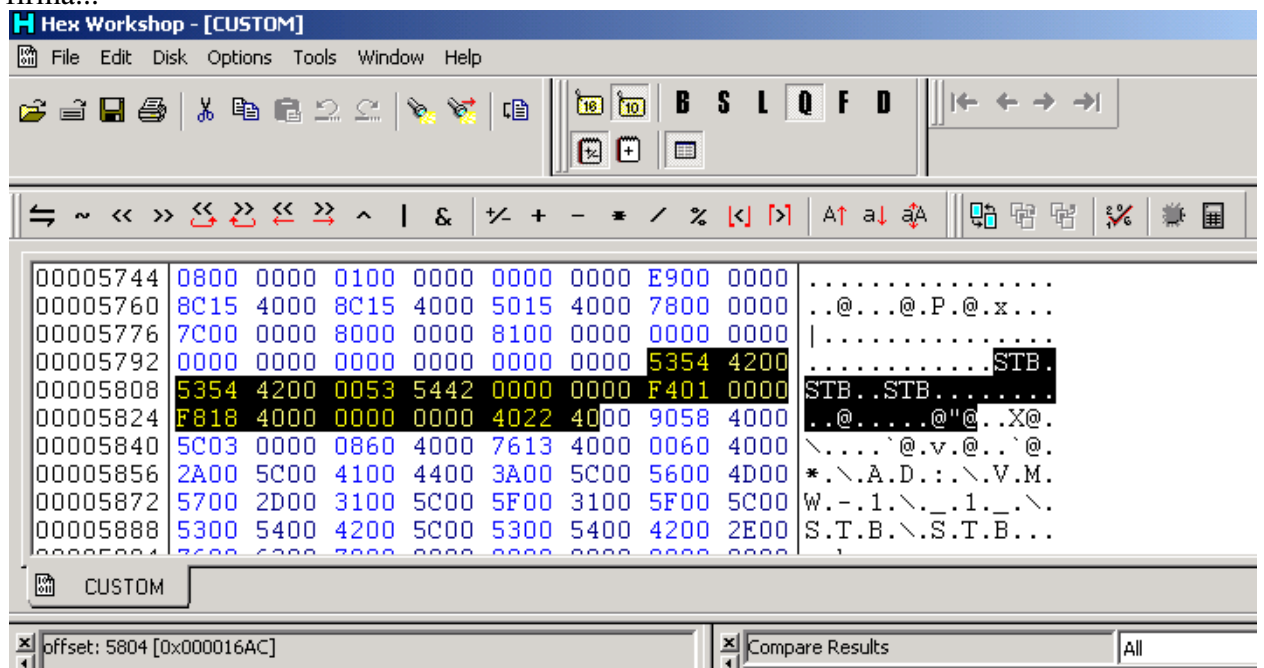 firma...
Hex Workshop - [CUSTOM]
File Edit Disk Options Tools Window Help
16 10 B S L Q F D
<< >> << >> << >> ^ | & +/- + - * / % A↑ a↓ aA
00005744 0800 0000 0100 0000 0000 0000 E900 0000 ................
00005760 8C15 4000 8C15 4000 5015 4000 7800 0000 ..@...@.P.@.x...
00005776 7C00 0000 8000 0000 8100 0000 0000 0000 |...............
00005792 0000 0000 0000 0000 0000 0000 5354 4200 ............STB.
00005808 5354 4200 0053 5442 0000 0000 F401 0000 STB..STB........
00005824 F818 4000 0000 0000 4022 4000 9058 4000 ..@.....@"@..X@.
00005840 5C03 0000 0860 4000 7613 4000 0060 4000 \....`@.v.@..`@.
00005856 2A00 5C00 4100 4400 3A00 5C00 5600 4D00 *.\.A.D.:.\.V.M.
00005872 5700 2D00 3100 5C00 5F00 3100 5F00 5C00 W.-.1.\._.1._.\.
00005888 5300 5400 4200 5C00 5300 5400 4200 2E00 S.T.B.\.S.T.B...
CUSTOM
offset: 5804 [0x000016AC]
Compare Results All